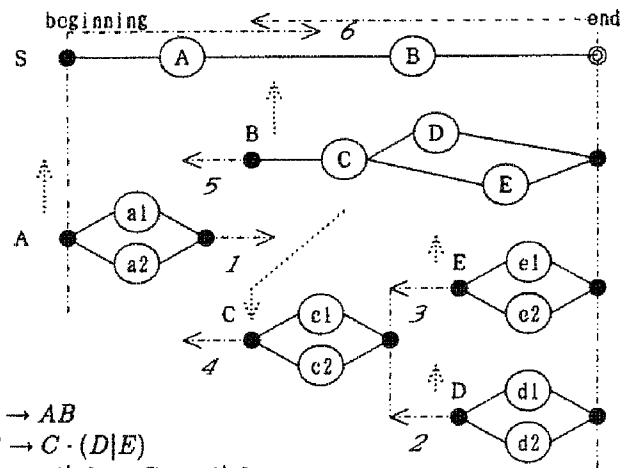 beginning
end
6
S
A
B
B
D
C
E
5
A
a1
a2
1
E
e1
e2
3
C
c1
c2
4
D
d1
d2
2
→ AB
→ C · (D|E)